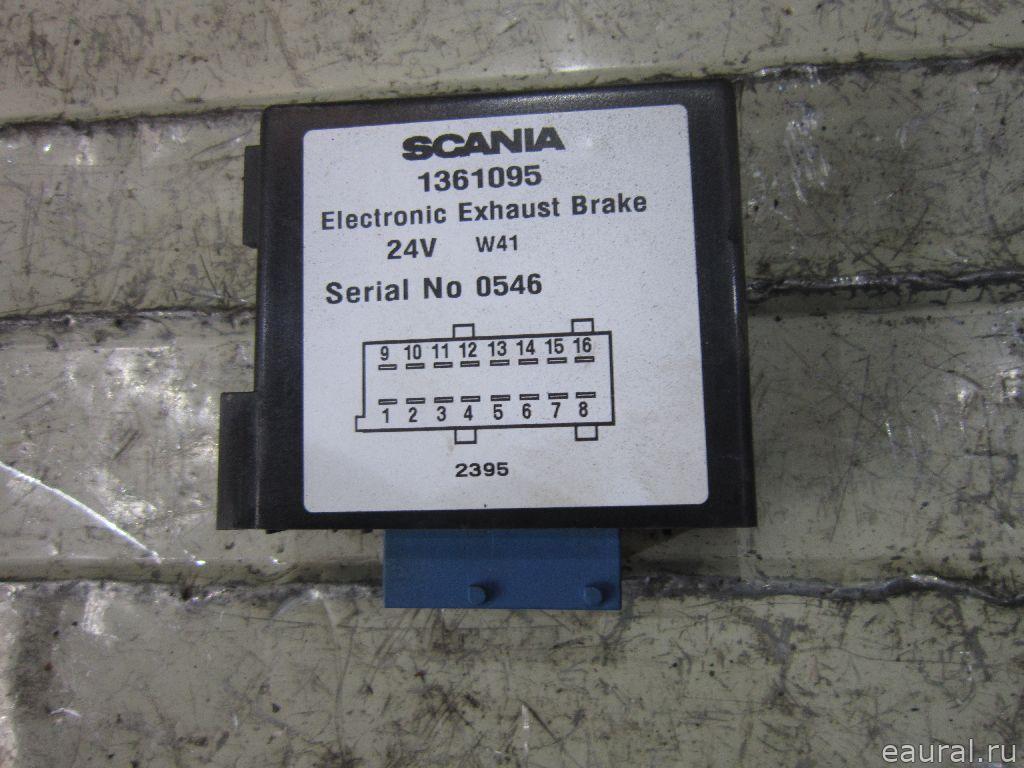 SCANIA
1361095
Electronic Exhaust Brake
24V W41
Serial No 0546
9 10 11 12 13 14 15 16
1 2 3 4 5 6 7 8
2395
eaural.ru